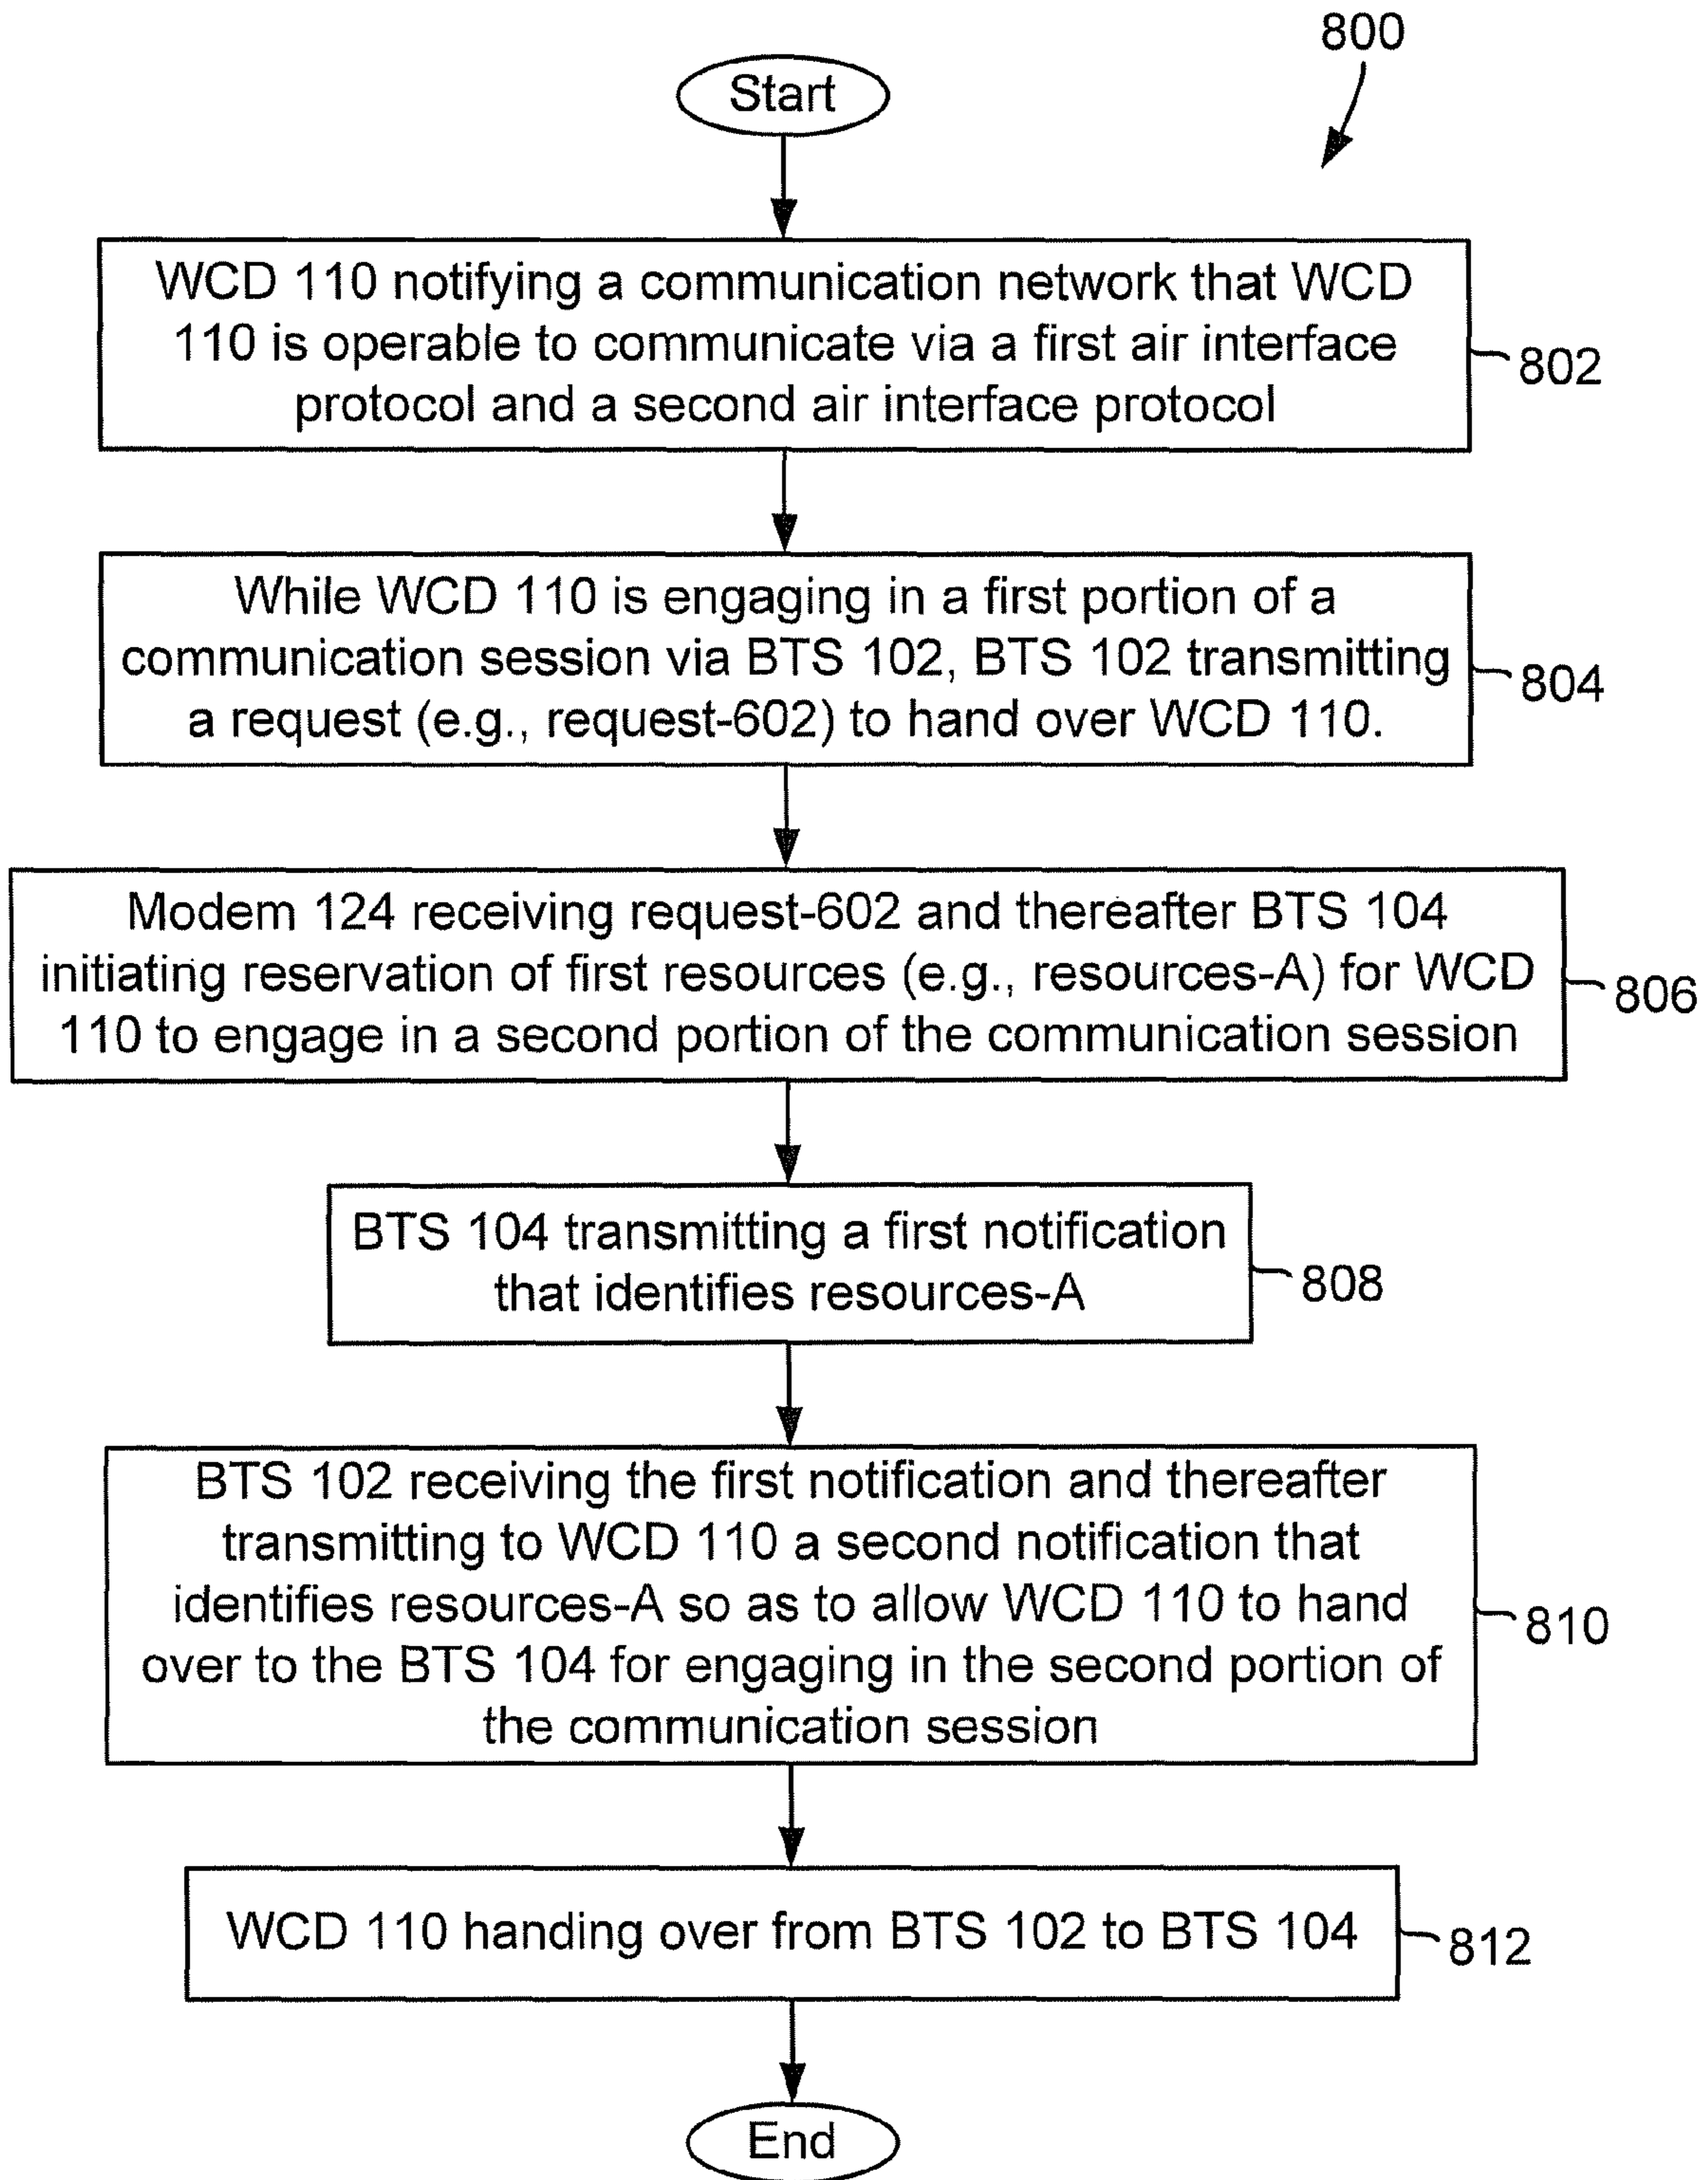 800
Start
WCD 110 notifying a communication network that WCD
110 is operable to communicate via a first air interface
protocol and a second air interface protocol
802
While WCD 110 is engaging in a first portion of a
communication session via BTS 102, BTS 102 transmitting
a request (e.g., request-602) to hand over WCD 110.
804
Modem 124 receiving request-602 and thereafter BTS 104
initiating reservation of first resources (e.g., resources-A) for WCD
110 to engage in a second portion of the communication session
806
BTS 104 transmitting a first notification
that identifies resources-A
808
BTS 102 receiving the first notification and thereafter
transmitting to WCD 110 a second notification that
identifies resources-A so as to allow WCD 110 to hand
over to the BTS 104 for engaging in the second portion of
the communication session
810
WCD 110 handing over from BTS 102 to BTS 104
812
End